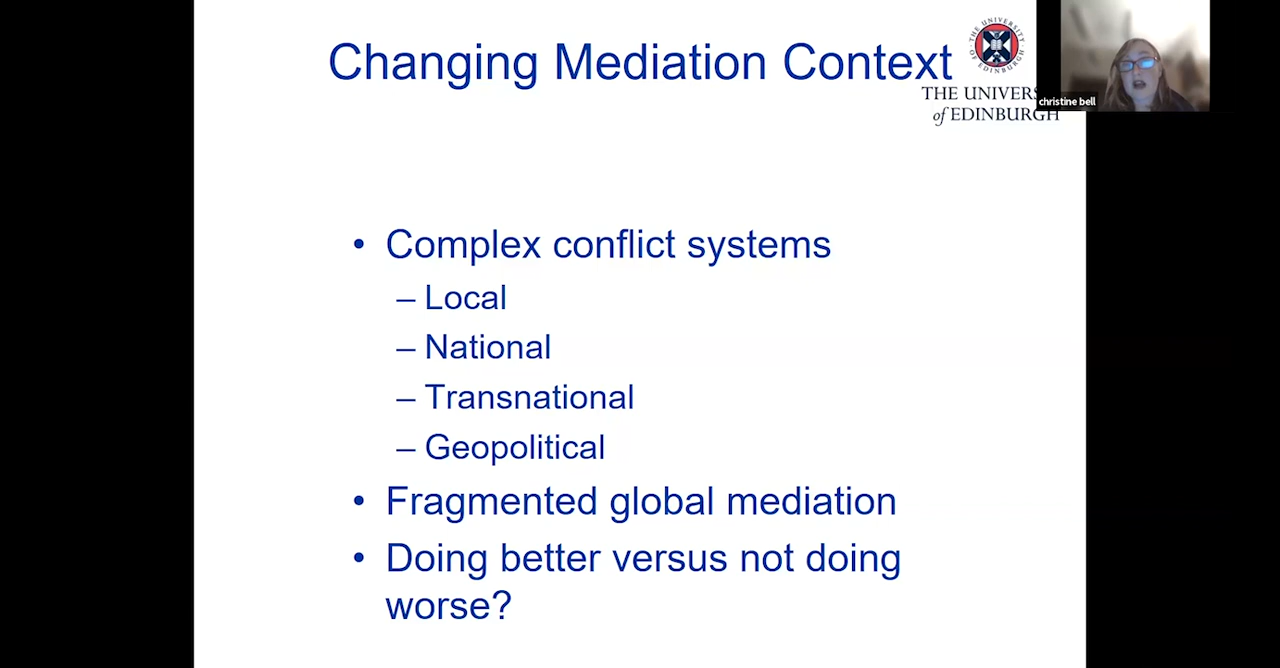 Changing Mediation Context
THE UNIVERS
of EDINBURGH
christine bell
• Complex conflict systems
– Local
– National
– Transnational
– Geopolitical
• Fragmented global mediation
• Doing better versus not doing
worse?